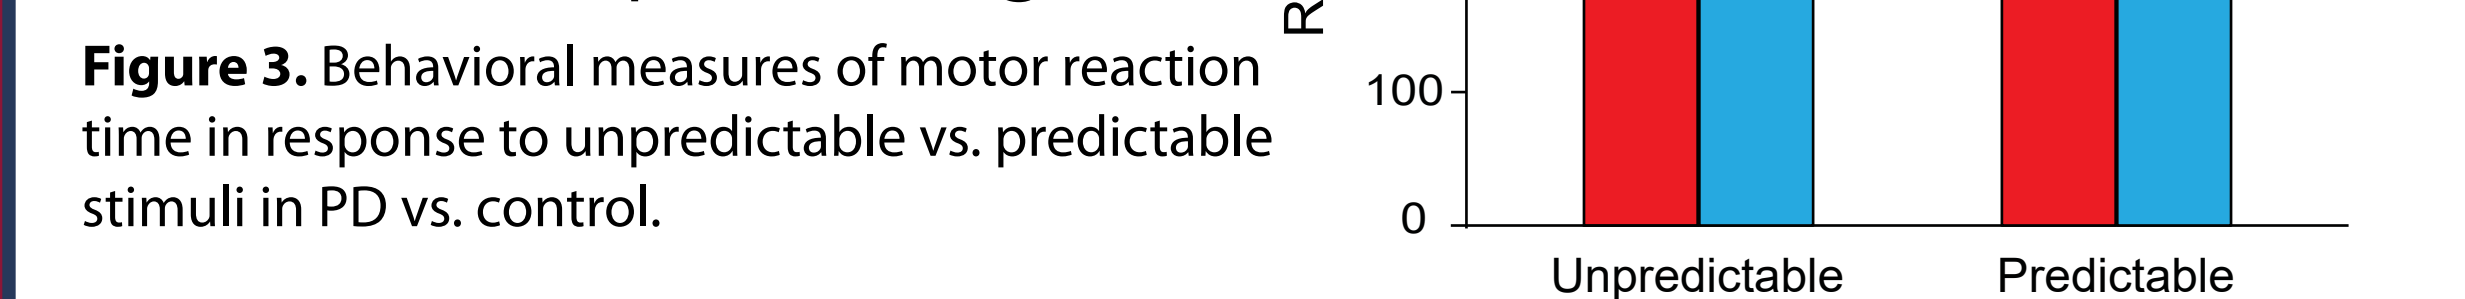 Figure 3. Behavioral measures of motor reaction
time in response to unpredictable vs. predictable
stimuli in PD vs. control.
R
100
0
Unpredictable
Predictable